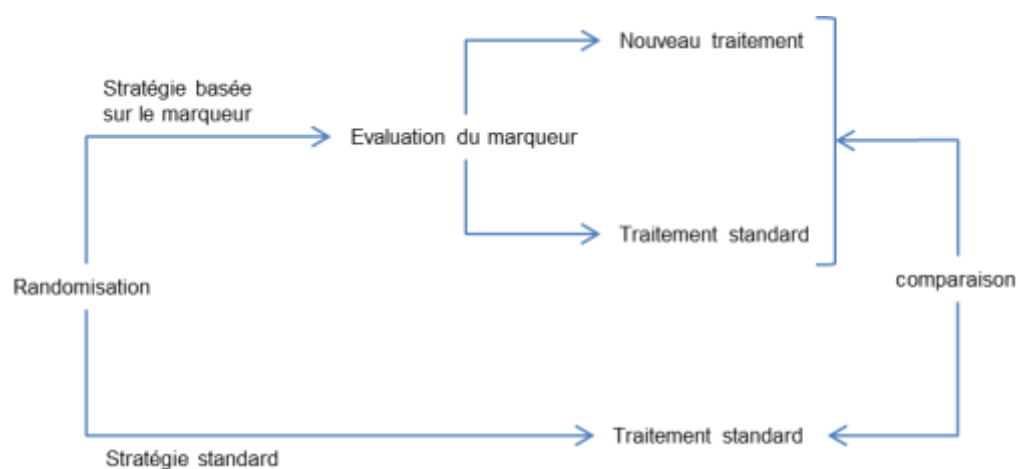 Nouveau traitement
Stratégie basée
sur le marqueur
Evaluation du marqueur
Traitement standard
Randomisation
comparaison
Traitement standard
Stratégie standard